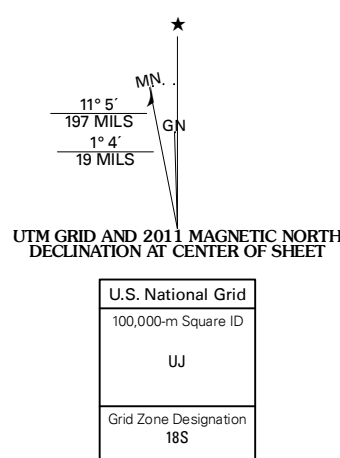 ★
MN
GN
11° 5´
197 MILS
1° 4´
19 MILS
UTM GRID AND 2011 MAGNETIC NORTH
DECLINATION AT CENTER OF SHEET
U.S. National Grid
100,000-m Square ID
UJ
Grid Zone Designation
18S